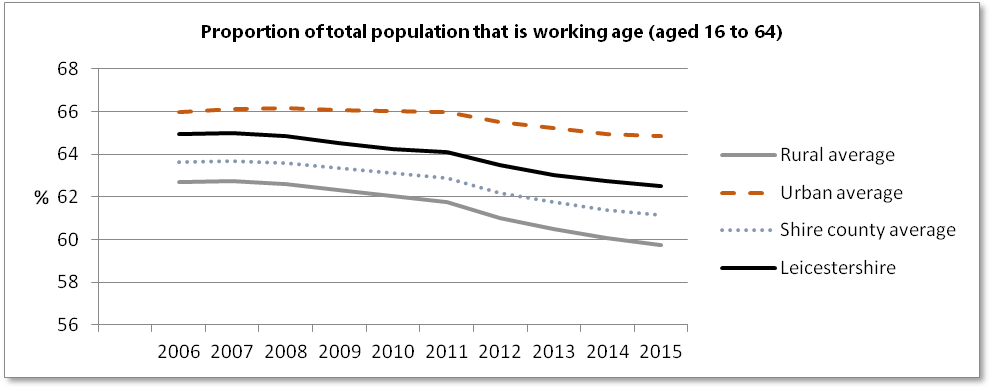 Proportion of total population that is working age (aged 16 to 64)
68
66
64
62
60
58
56
%
2006 2007 2008 2009 2010 2011 2012 2013 2014 2015
Rural average
Urban average
Shire county average
Leicestershire